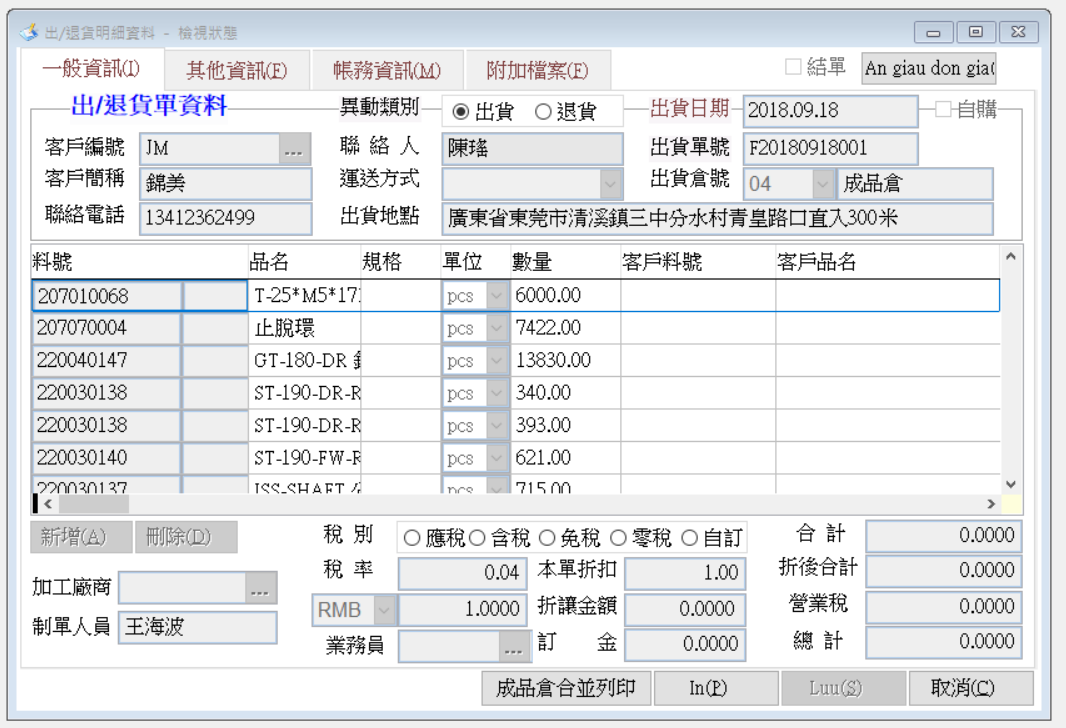 出/退貨明細資料 - 檢視狀態
一般資訊(I) 其他資訊(E) 帳務資訊(M) 附加檔案(F) 結單 An giau don gia(
出/退貨單資料 異動類別 出貨 退貨 出貨日期 2018.09.18 自購
客戶編號 JM ... 聯絡人 陳瑤 出貨單號 F20180918001
客戶簡稱 錦美 運送方式 出貨倉號 04 成品倉
聯絡電話 13412362499 出貨地點 廣東省東莞市清溪鎮三中分水村青皇路口直入300米
料號 品名 規格 單位 數量 客戶料號 客戶品名
207010068 T-25*M5*17 pcs 6000.00
207070004 止脫環 pcs 7422.00
220040147 GT-180-DR pcs 13830.00
220030138 ST-190-DR-R pcs 340.00
220030138 ST-190-DR-R pcs 393.00
220030140 ST-190-FW-R pcs 621.00
220030137 ISS-SHAFT pcs 715.00
新增(A) 刪除(D) 稅別 應稅 含稅 免稅 零稅 自訂 合計 0.0000
稅率 0.04 本單折扣 1.00 折後合計 0.0000
加工廠商 ... RMB 1.0000 折讓金額 0.0000 營業稅 0.0000
制單人員 王海波 業務員 ... 訂金 0.0000 總計 0.0000
成品倉合並列印 In(P) Luu(S) 取消(C)